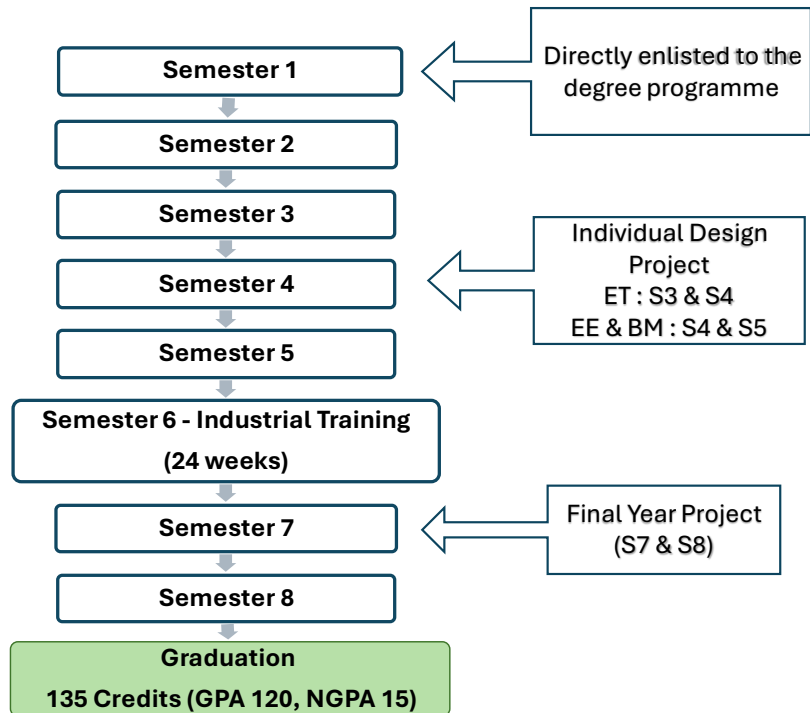 Semester 1
Directly enlisted to the
degree programme
Semester 2
Semester 3
Semester 4
Individual Design
Project
ET : S3 & S4
EE & BM : S4 & S5
Semester 5
Semester 6 - Industrial Training
(24 weeks)
Semester 7
Final Year Project
(S7 & S8)
Semester 8
Graduation
135 Credits (GPA 120, NGPA 15)